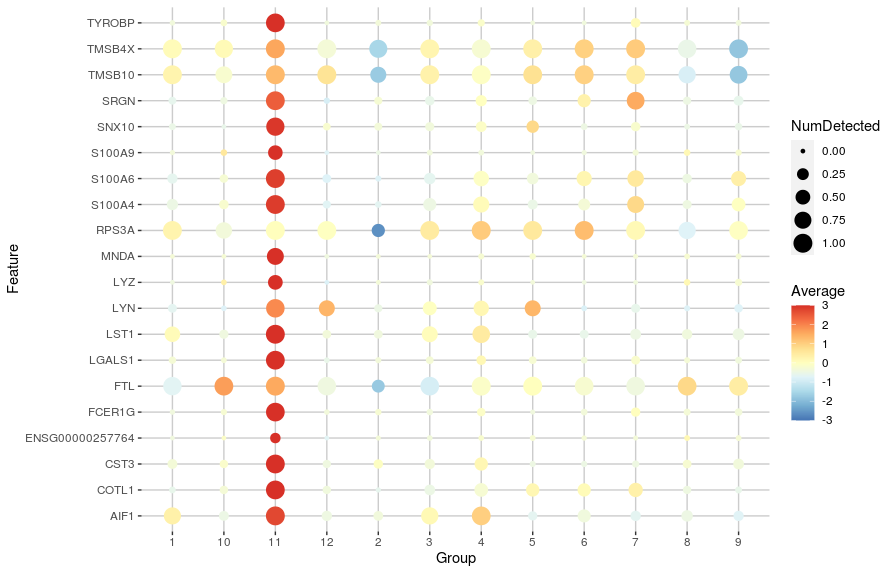 TYROBP
TMSB4X
TMSB10
SRGN
SNX10
S100A9
S100A6
S100A4
RPS3A
MNDA
LYZ
LYN
LST1
LGALS1
FTL
FCER1G
ENSG00000257764
CST3
COTL1
AIF1
Feature
1 10 11 12 2 3 4 5 6 7 8 9
Group
NumDetected
0.00
0.25
0.50
0.75
1.00
Average
3
2
1
0
-1
-2
-3